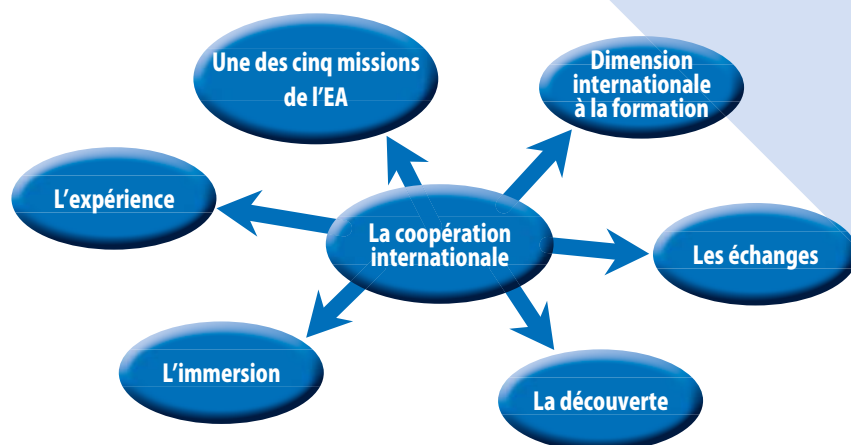 Une des cinq missions
de l’EA
Dimension
internationale
à la formation
L’expérience
La coopération
internationale
Les échanges
L’immersion
La découverte